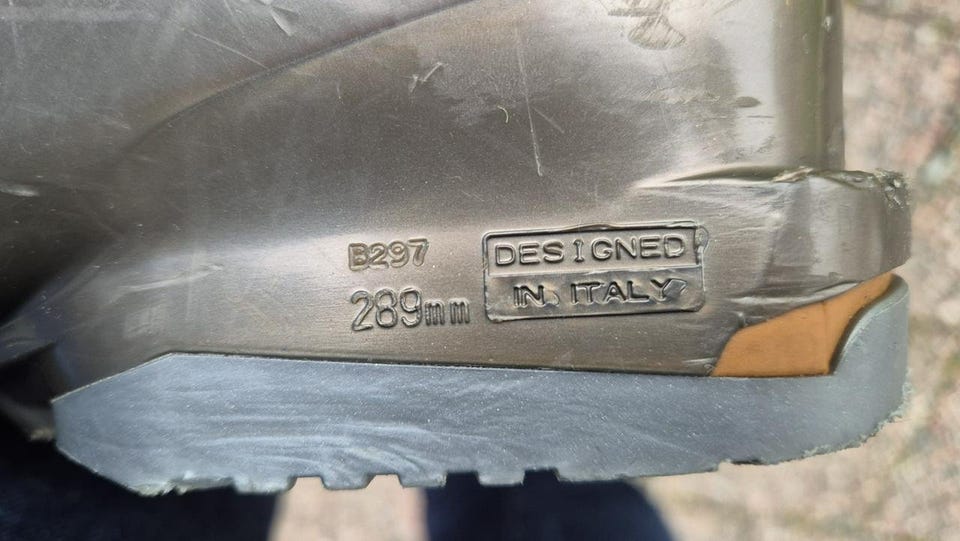 B297
289mm
DESIGNED
IN ITALY